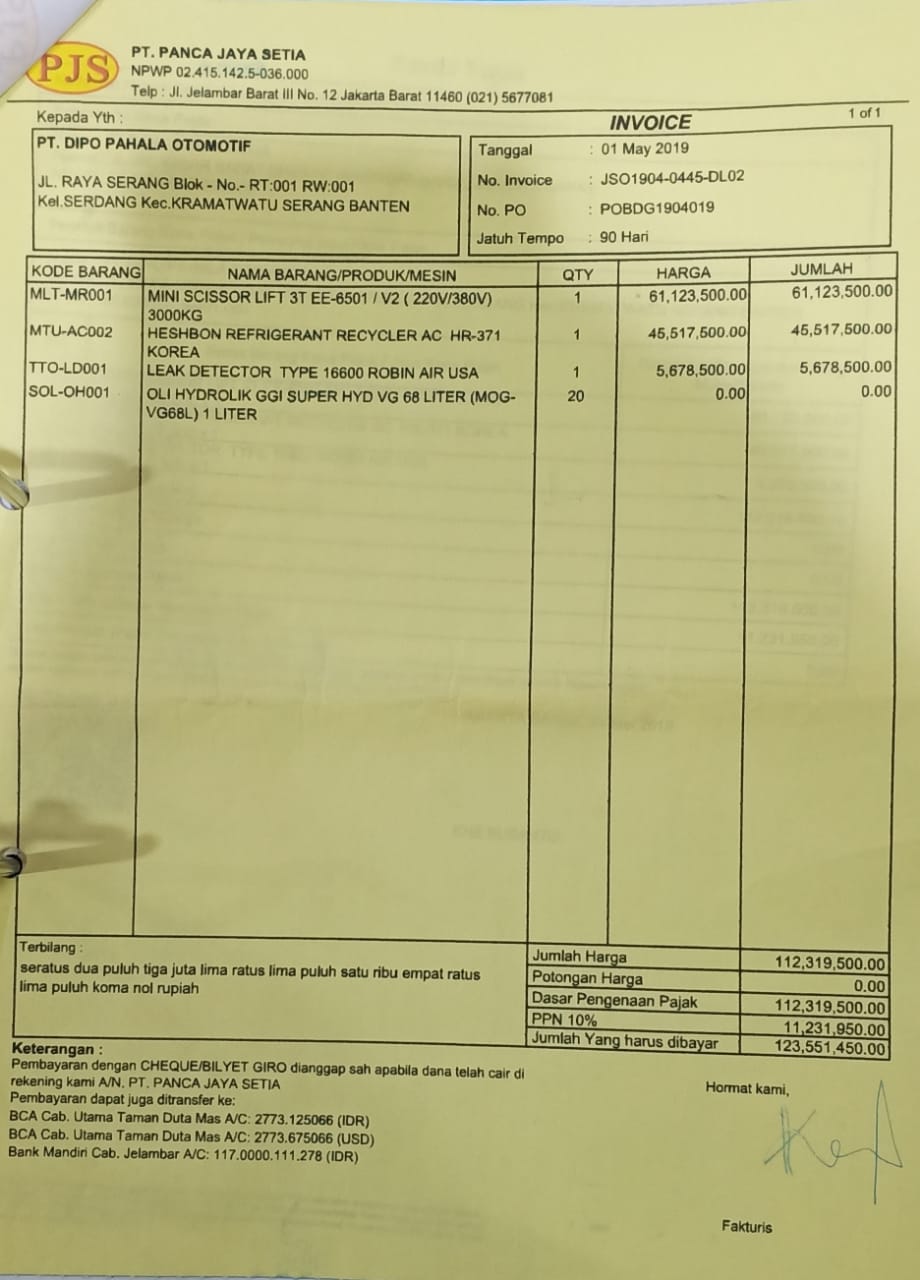 PJS
PT. PANCA JAYA SETIA
NPWP 02.415.142.5-036.000
Telp : Jl. Jelambar Barat III No. 12 Jakarta Barat 11460 (021) 5677081
Kepada Yth :
INVOICE
1 of 1
PT. DIPO PAHALA OTOMOTIF
JL. RAYA SERANG Blok - No.- RT:001 RW:001
Kel.SERDANG Kec.KRAMATWATU SERANG BANTEN
Tanggal : 01 May 2019
No. Invoice : JSO1904-0445-DL02
No. PO : POBDG1904019
Jatuh Tempo : 90 Hari
KODE BARANG NAMA BARANG/PRODUK/MESIN QTY HARGA JUMLAH
MLT-MR001 MINI SCISSOR LIFT 3T EE-6501 / V2 ( 220V/380V) 1 61,123,500.00 61,123,500.00
3000KG
MTU-AC002 HESHBON REFRIGERANT RECYCLER AC HR-371 1 45,517,500.00 45,517,500.00
KOREA
TTO-LD001 LEAK DETECTOR TYPE 16600 ROBIN AIR USA 1 5,678,500.00 5,678,500.00
SOL-OH001 OLI HYDROLIK GGI SUPER HYD VG 68 LITER (MOG- 20 0.00 0.00
VG68L) 1 LITER
Terbilang :
seratus dua puluh tiga juta lima ratus lima puluh satu ribu empat ratus
lima puluh koma nol rupiah
Jumlah Harga 112,319,500.00
Potongan Harga 0.00
Dasar Pengenaan Pajak 112,319,500.00
PPN 10% 11,231,950.00
Jumlah Yang harus dibayar 123,551,450.00
Keterangan :
Pembayaran dengan CHEQUE/BILYET GIRO dianggap sah apabila dana telah cair di
rekening kami A/N. PT. PANCA JAYA SETIA
Pembayaran dapat juga ditransfer ke:
BCA Cab. Utama Taman Duta Mas A/C: 2773.125066 (IDR)
BCA Cab. Utama Taman Duta Mas A/C: 2773.675066 (USD)
Bank Mandiri Cab. Jelambar A/C: 117.0000.111.278 (IDR)
Hormat kami,
Fakturis